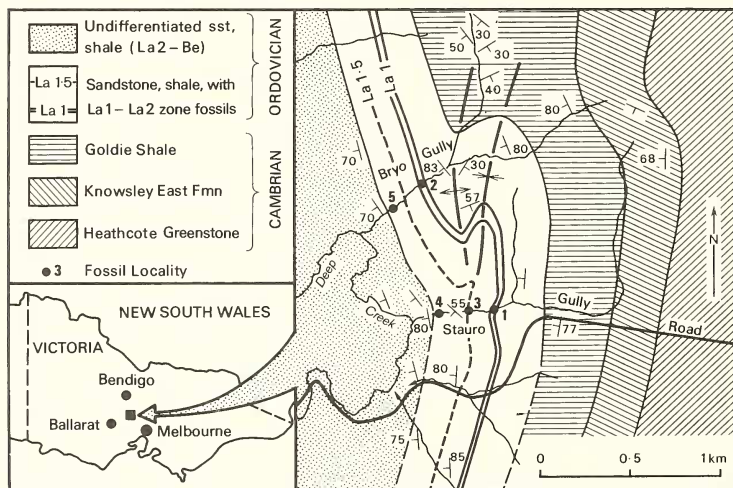 Undifferentiated sst,
shale (La2 – Be)
La 1·5
Sandstone, shale, with
La 1
La1 – La2 zone fossils
ORDOVICIAN
Goldie Shale
Knowsley East Fmn
Heathcote Greenstone
CAMBRIAN
3 Fossil Locality
NEW SOUTH WALES
VICTORIA
Bendigo
Ballarat
Melbourne
La 1·5
La 1
50
30
30
40
80
70
Bryo Gully
83
30
80
68
2
5
57
70
N
Deep
Creek
4
55
3
1
Gully
Stauro
80
77
Road
80
75
85
0
0·5
1km